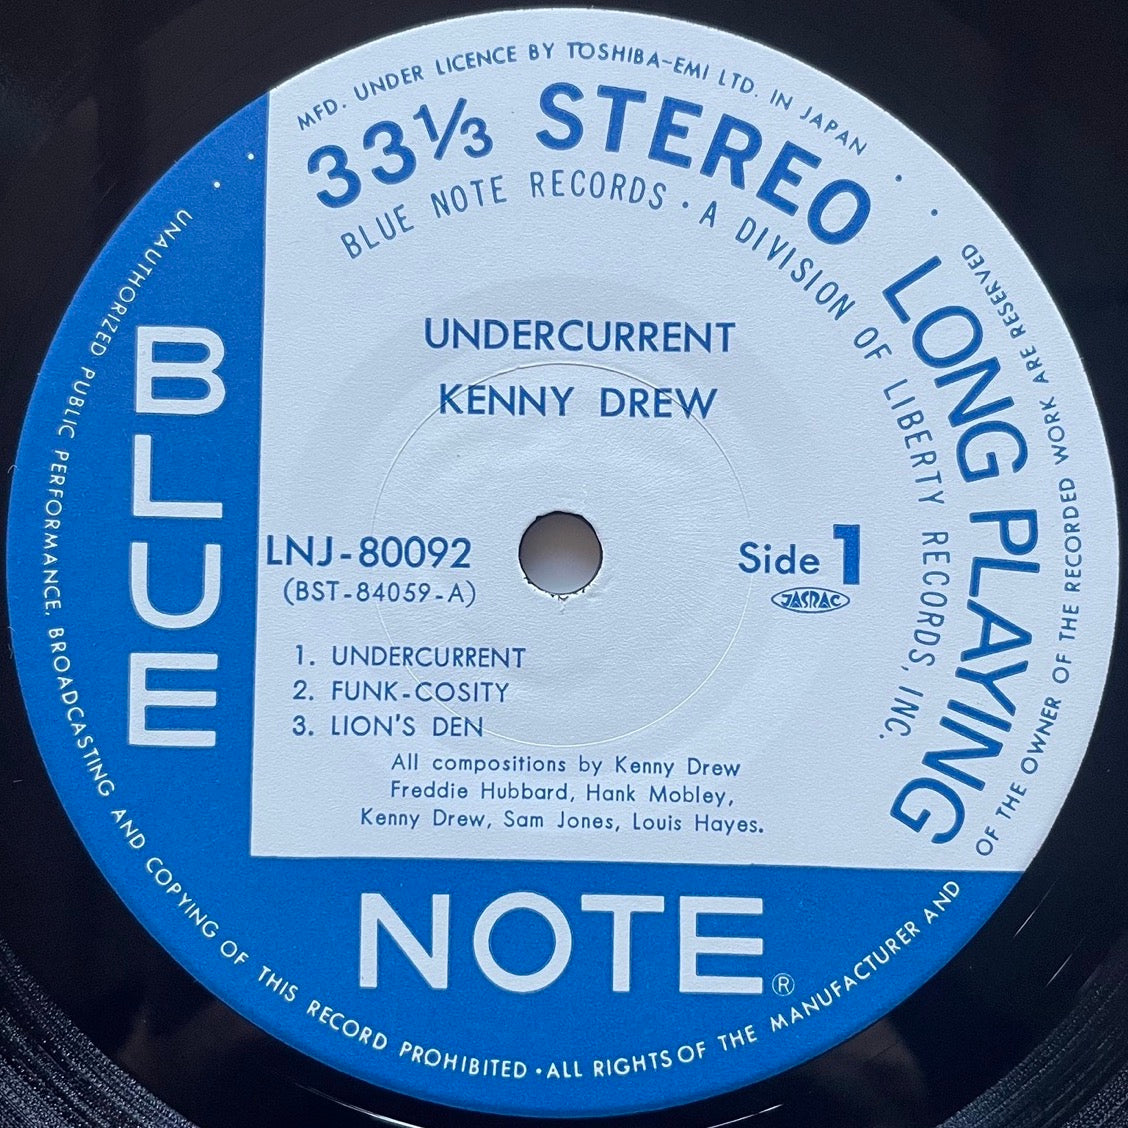 MFD. UNDER LICENCE BY TOSHIBA-EMI LTD. IN JAPAN
33⅓ STEREO LONG PLAYING
BLUE NOTE RECORDS · A DIVISION OF LIBERTY RECORDS, INC.
UNDERCURRENT
KENNY DREW
LNJ-80092
(BST-84059-A)
Side 1
JASRAC
1. UNDERCURRENT
2. FUNK-COSITY
3. LION'S DEN
All compositions by Kenny Drew
Freddie Hubbard, Hank Mobley,
Kenny Drew, Sam Jones, Louis Hayes.
BLUE
NOTE®
UNAUTHORIZED PUBLIC PERFORMANCE, BROADCASTING AND COPYING OF THIS RECORD PROHIBITED · ALL RIGHTS OF THE MANUFACTURER AND OF THE OWNER OF THE RECORDED WORK ARE RESERVED